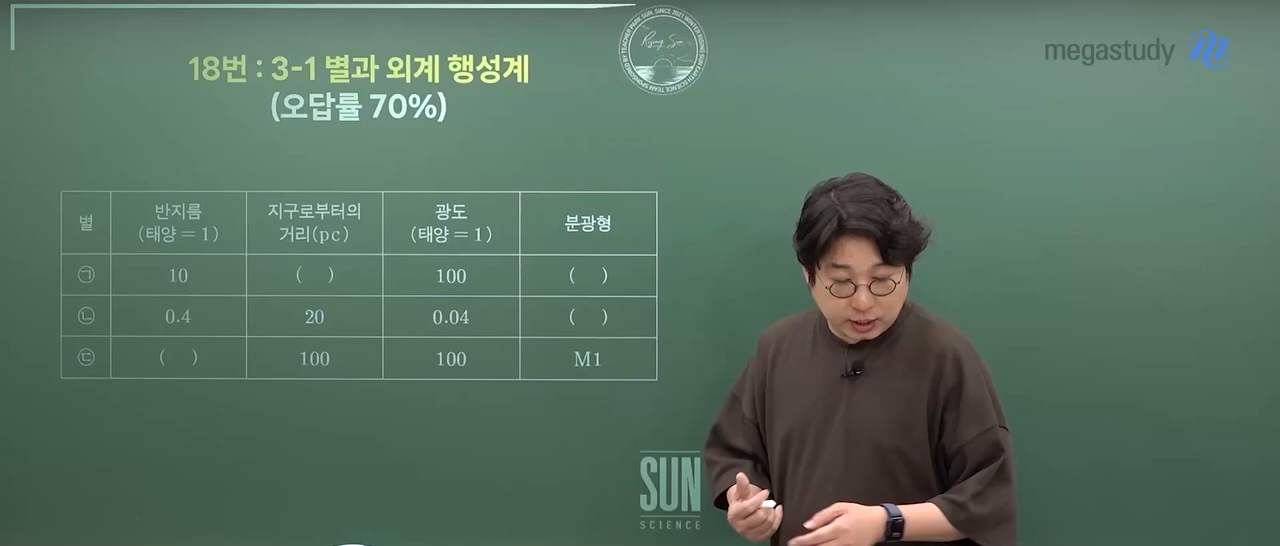 18번 : 3-1 별과 외계 행성계
(오답률 70%)
Rising Sun
megastudy
별
반지름
(태양 = 1)
지구로부터의
거리(pc)
광도
(태양 = 1)
분광형
㉠ 10 ( ) 100 ( )
㉡ 0.4 20 0.04 ( )
㉢ ( ) 100 100 M1
SUN
SCIENCE